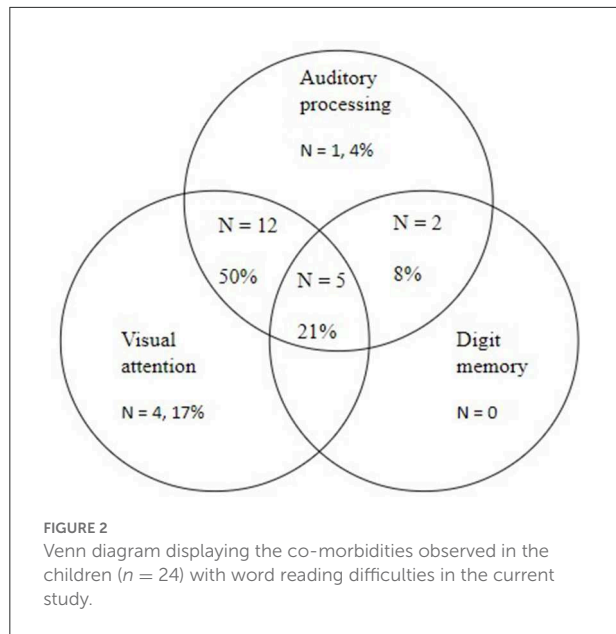 Auditory
processing
N = 1, 4%
N = 12
N = 2
50%
N = 5
8%
21%
Visual
attention
Digit
memory
N = 4, 17%
N = 0
FIGURE 2
Venn diagram displaying the co-morbidities observed in the
children (n = 24) with word reading difficulties in the current
study.